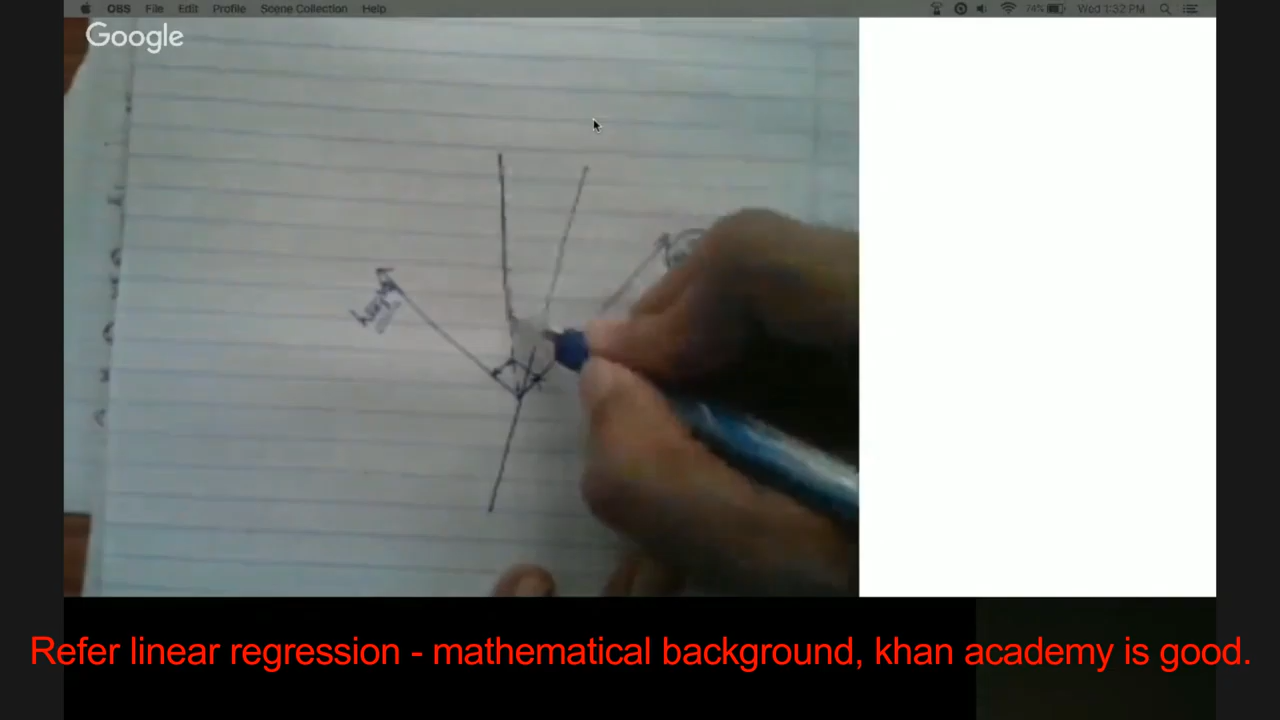 OBS File Edit Profile Scene Collection Help 74% Wed 1:32 PM
Google
Refer linear regression - mathematical background, khan academy is good.